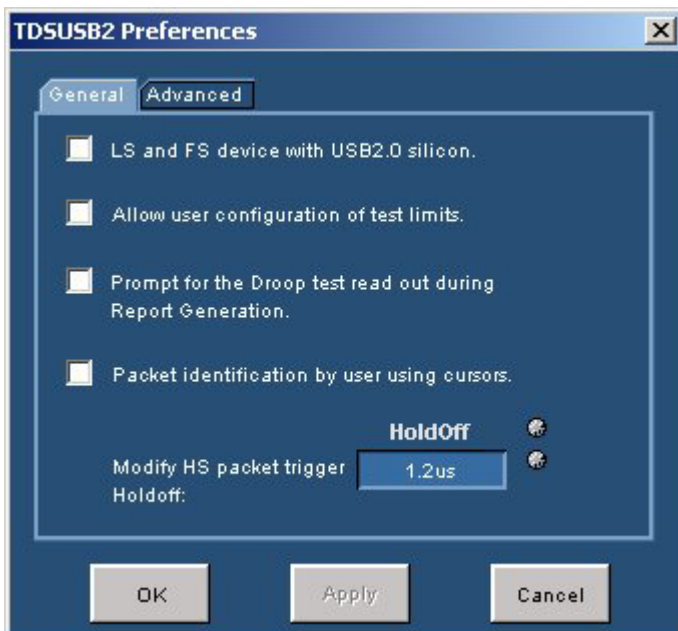 TDSUSB2 Preferences
General
Advanced
LS and FS device with USB2.0 silicon.
Allow user configuration of test limits.
Prompt for the Droop test read out during
Report Generation.
Packet identification by user using cursors.
HoldOff
Modify HS packet trigger
Holdoff:
1.2us
OK
Apply
Cancel